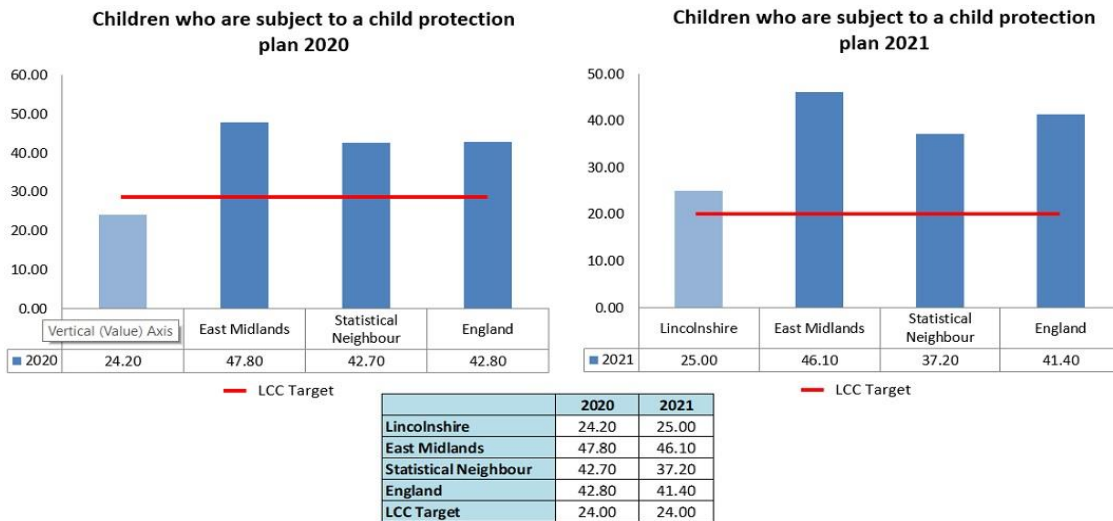 Children who are subject to a child protection
plan 2020
60.00
50.00
40.00
30.00
20.00
10.00
0.00
Vertical (Value) Axis East Midlands Statistical Neighbour England
2020 24.20 47.80 42.70 42.80
LCC Target
Children who are subject to a child protection
plan 2021
50.00
40.00
30.00
20.00
10.00
0.00
Lincolnshire East Midlands Statistical Neighbour England
2021 25.00 46.10 37.20 41.40
LCC Target
2020 2021
Lincolnshire 24.20 25.00
East Midlands 47.80 46.10
Statistical Neighbour 42.70 37.20
England 42.80 41.40
LCC Target 24.00 24.00